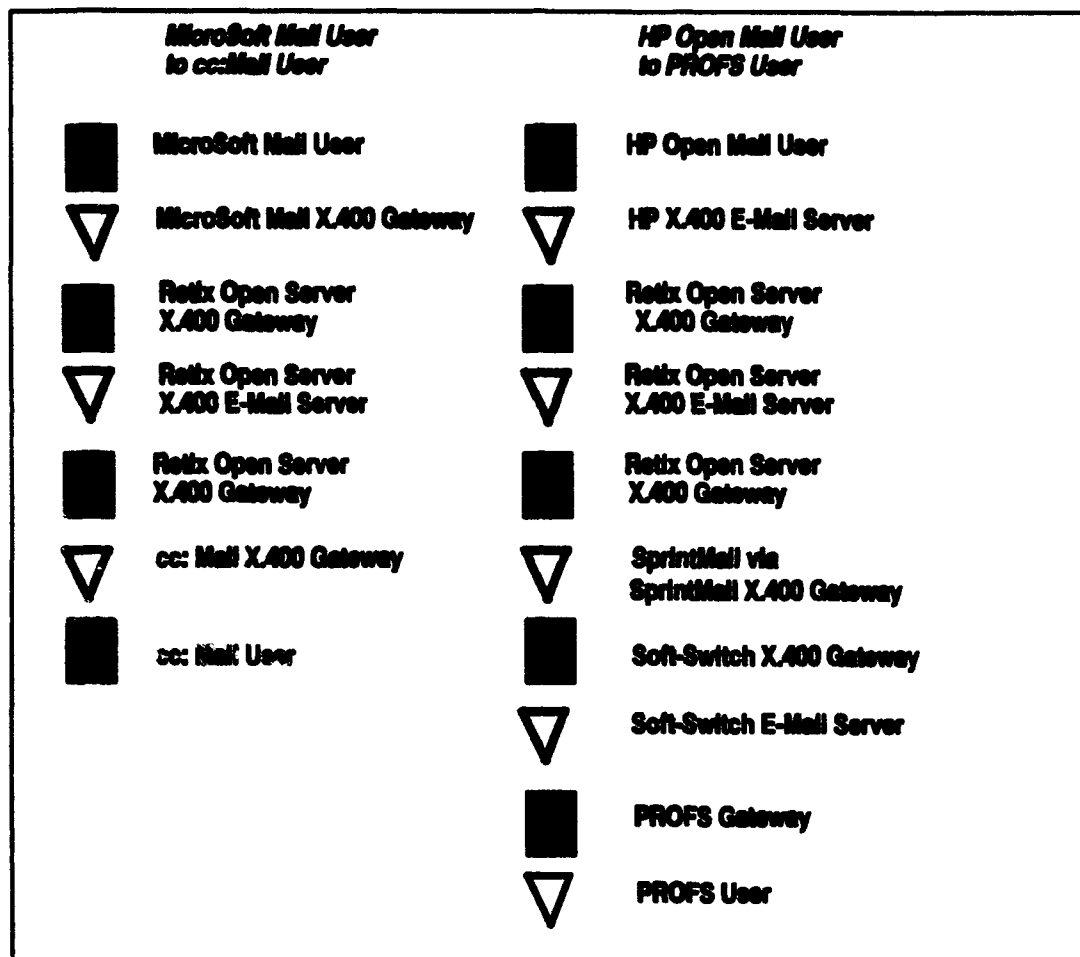 MicroSoft Mail User
to cc:Mail User
MicroSoft Mail User
MicroSoft Mail X.400 Gateway
Retix Open Server
X.400 Gateway
Retix Open Server
X.400 E-Mail Server
Retix Open Server
X.400 Gateway
cc: Mail X.400 Gateway
cc: Mail User
HP Open Mail User
to PROFS User
HP Open Mail User
HP X.400 E-Mail Server
Retix Open Server
X.400 Gateway
Retix Open Server
X.400 E-Mail Server
Retix Open Server
X.400 Gateway
SprintMail via
SprintMail X.400 Gateway
Soft-Switch X.400 Gateway
Soft-Switch E-Mail Server
PROFS Gateway
PROFS User